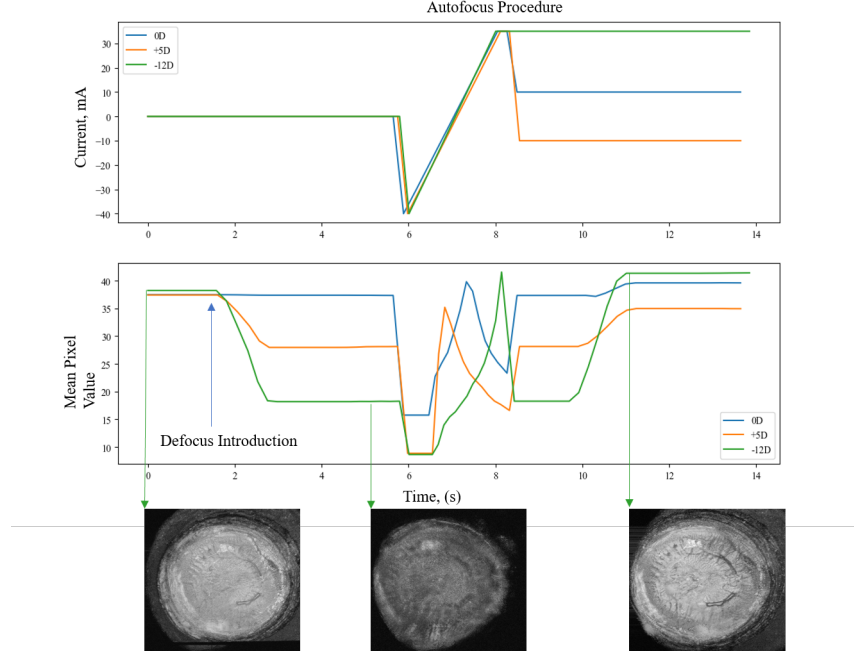 Autofocus Procedure
0D
+5D
-12D
Current, mA
30
20
10
0
−10
−20
−30
−40
0 2 4 6 8 10 12 14
Mean Pixel
Value
40
35
30
25
20
15
10
Defocus Introduction
0D
+5D
-12D
0 2 4 6 8 10 12 14
Time, (s)